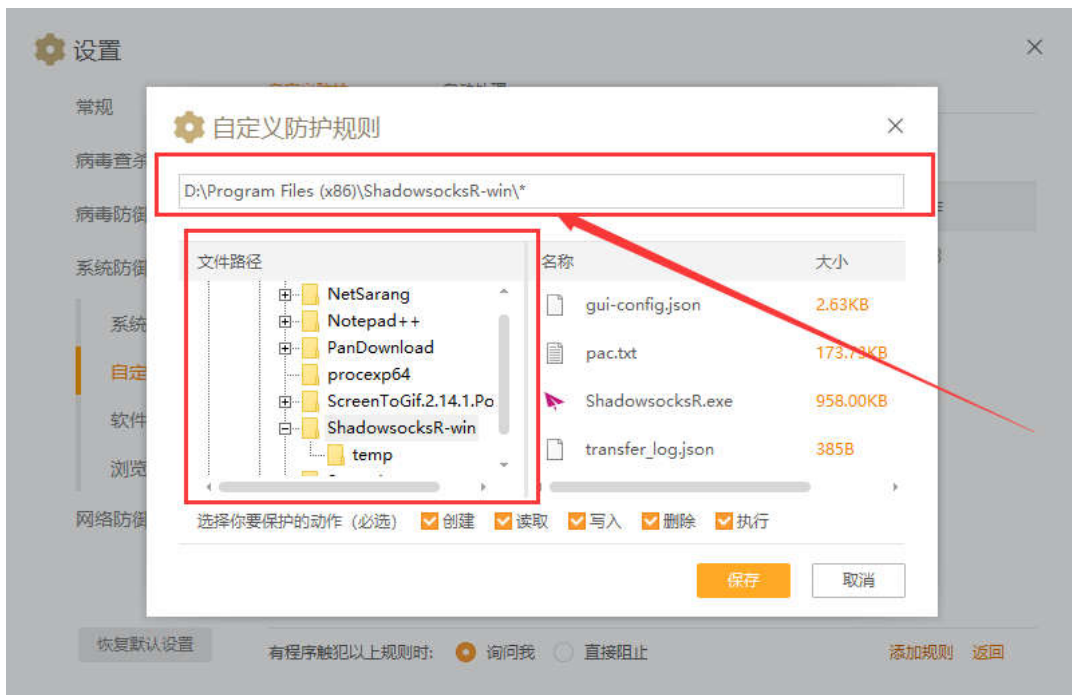 设置
常规
自定义防护规则
病毒查杀
D:\Program Files (x86)\ShadowsocksR-win\*
病毒防御
系统防御
文件路径
名称
大小
NetSarang
Notepad++
PanDownload
procexp64
ScreenToGif.2.14.1.Po
ShadowsocksR-win
temp
gui-config.json
2.63KB
pac.txt
173.73KB
ShadowsocksR.exe
958.00KB
transfer_log.json
385B
系统
自定
软件
浏览
网络防御
选择你要保护的动作（必选） 创建 读取 写入 删除 执行
保存
取消
恢复默认设置
有程序触犯以上规则时: 询问我 直接阻止
添加规则 返回